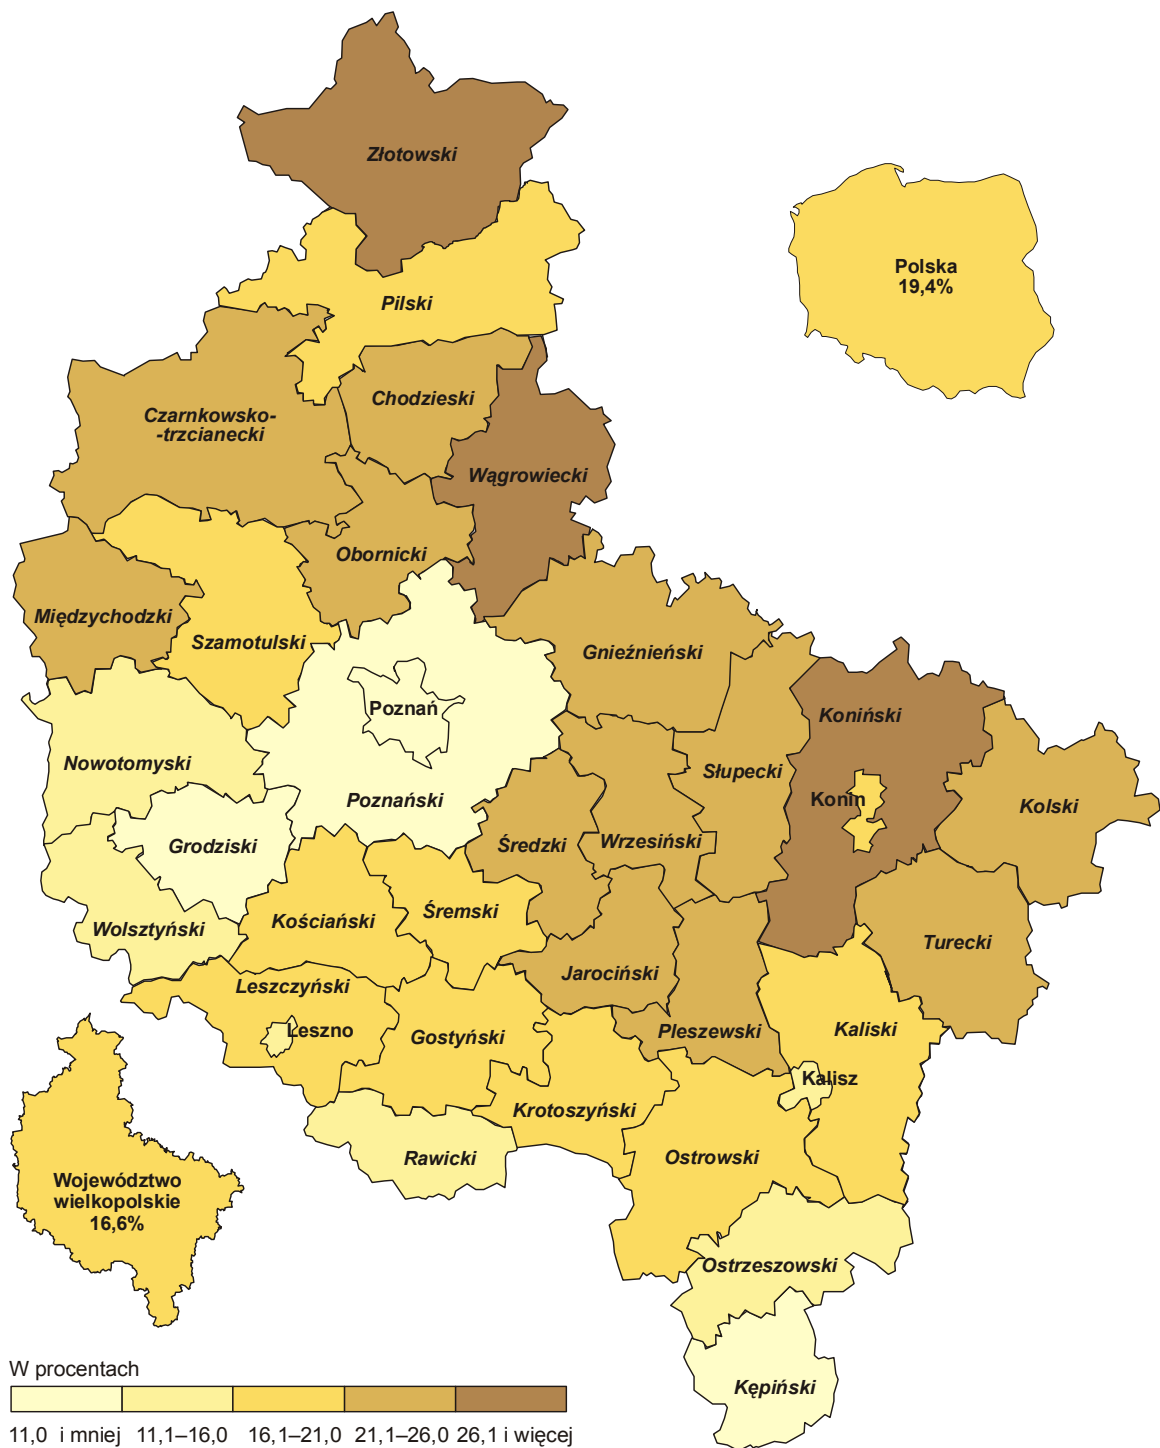 Złotowski
Polska
19,4%
Pilski
Chodzieski
Czarnkowsko-
-trzcianecki
Wągrowiecki
Obornicki
Międzychodzki
Szamotulski
Gnieźnieński
Poznań
Koniński
Nowotomyski
Słupecki
Poznański
Konin
Kolski
Grodziski
Średzki
Wrzesiński
Kościański
Śremski
Wolsztyński
Turecki
Jarociński
Leszczyński
Leszno
Gostyński
Pleszewski
Kaliski
Kalisz
Krotoszyński
Rawicki
Ostrowski
Województwo
wielkopolskie
16,6%
Ostrzeszowski
Kępiński
W procentach
11,0 i mniej 11,1–16,0 16,1–21,0 21,1–26,0 26,1 i więcej